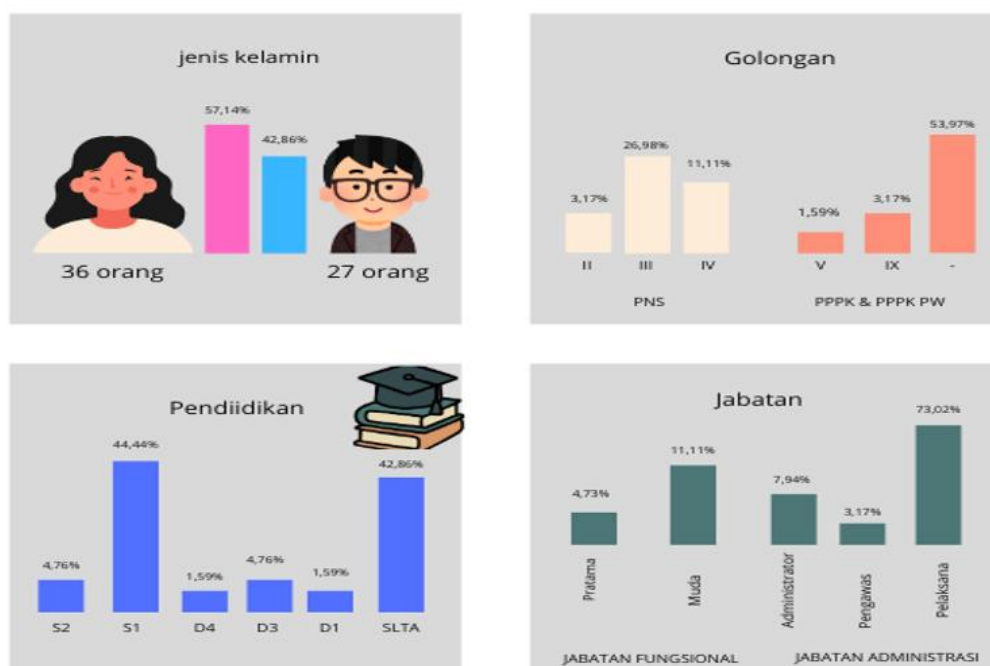 jenis kelamin
57,14%
42,86%
36 orang
27 orang
Golongan
53,97%
26,98%
11,11%
3,17%
3,17%
1,59%
II
III
IV
V
IX
-
PNS
PPPK & PPPK PW
Pendiidikan
44,44%
42,86%
4,76%
4,76%
1,59%
1,59%
S2
S1
D4
D3
D1
SLTA
Jabatan
73,02%
11,11%
7,94%
4,73%
3,17%
Pratama
Muda
Administrator
Pengawas
Pelaksana
JABATAN FUNGSIONAL
JABATAN ADMINISTRASI